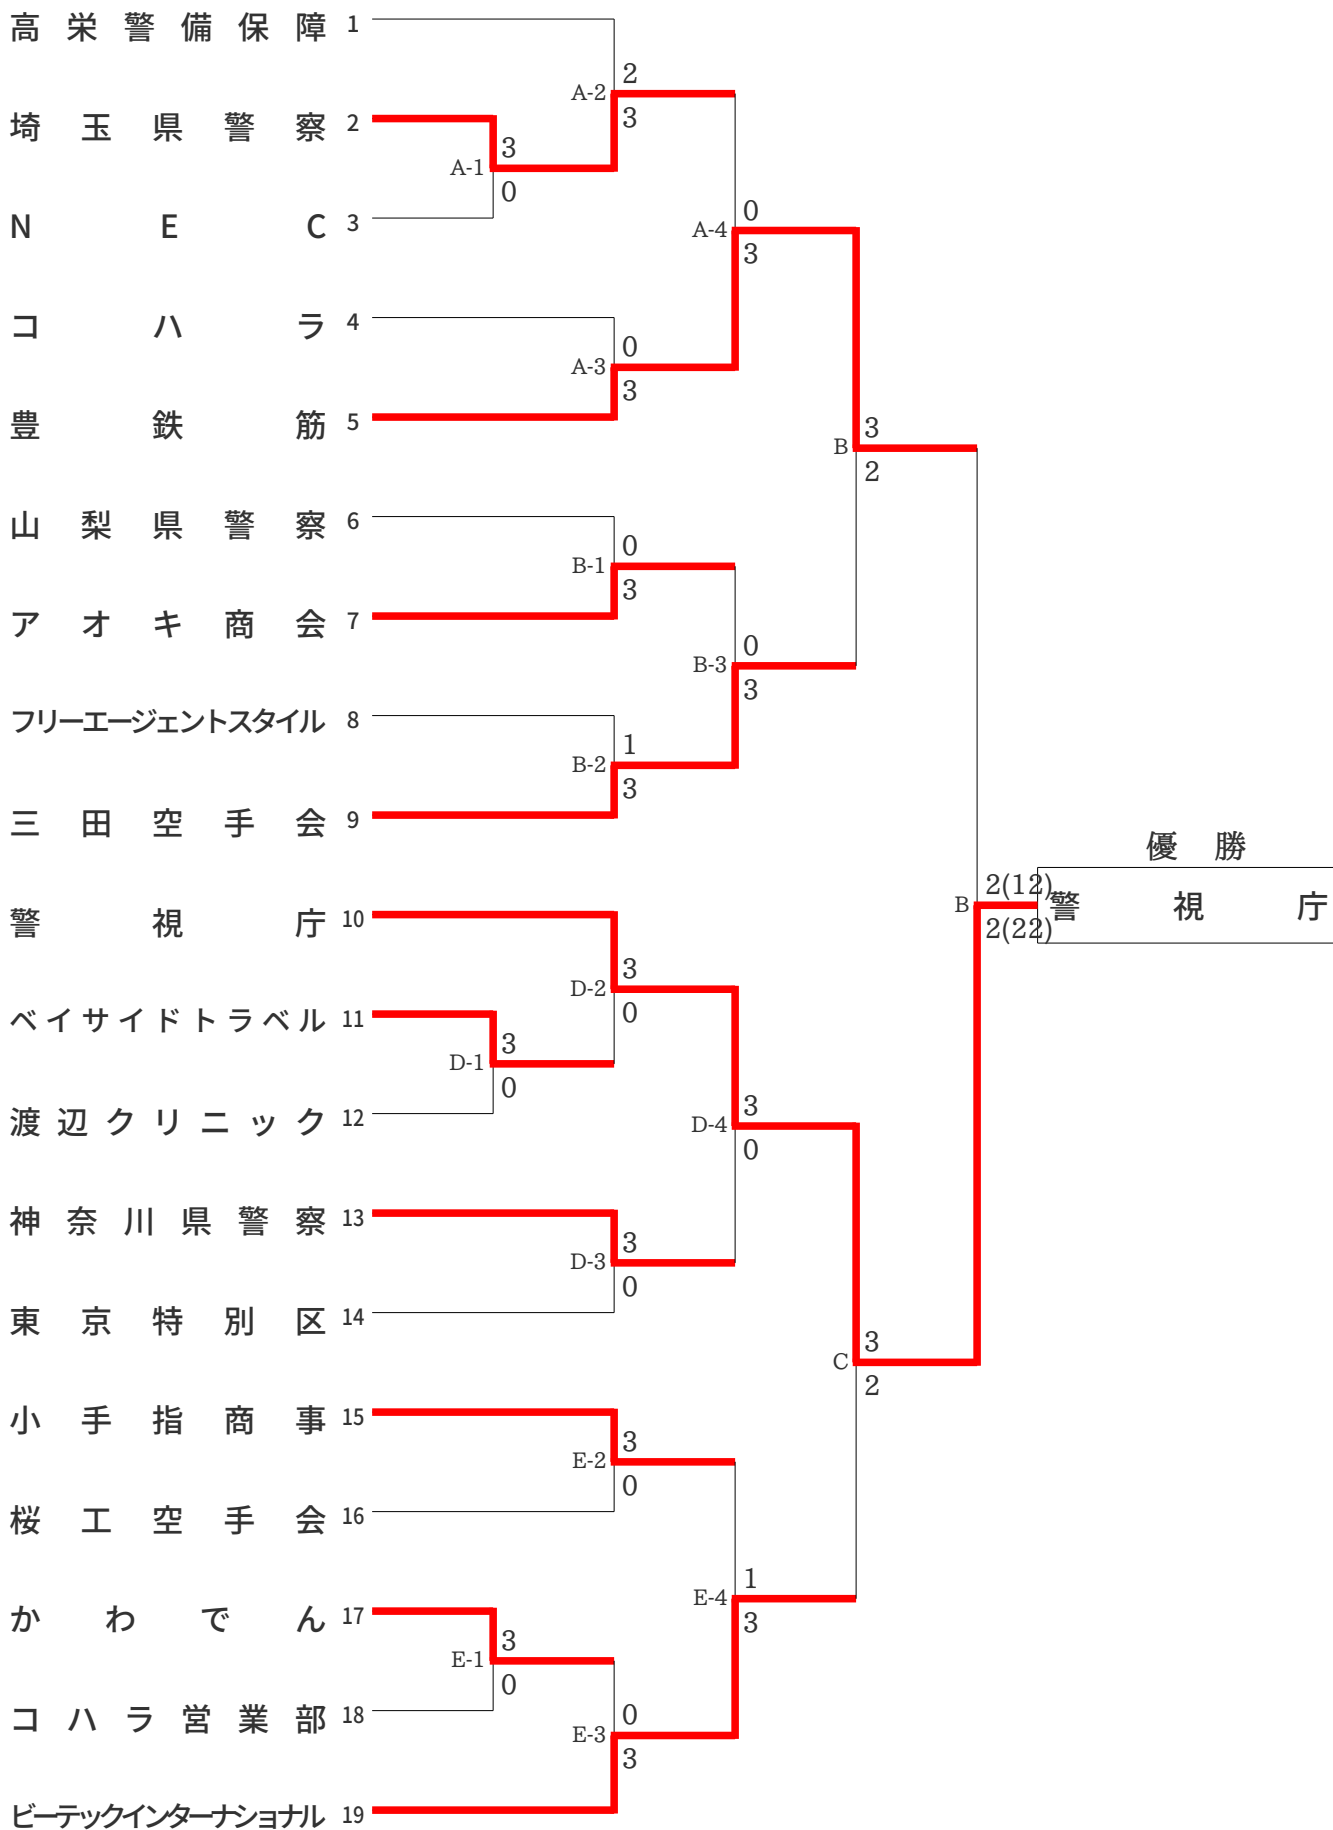 高栄警備保障 1
2
A-2
3
埼玉県警察 2
3
A-1
0
NEC 3
0
A-4
3
コハラ 4
0
A-3
3
豊鉄筋 5
3
B
2
山梨県警察 6
0
B-1
3
アオキ商会 7
0
B-3
3
フリーエージェントスタイル 8
1
B-2
3
三田空手会 9
優勝
2(12)
B
警視庁
2(22)
警視庁 10
3
D-2
0
ベイサイドトラベル 11
3
D-1
0
渡辺クリニック 12
3
D-4
0
神奈川県警察 13
3
D-3
0
東京特別区 14
3
C
2
小手指商事 15
3
E-2
0
桜工空手会 16
1
E-4
3
かわでん 17
3
E-1
0
コハラ営業部 18
0
E-3
3
ビーテックインターナショナル 19